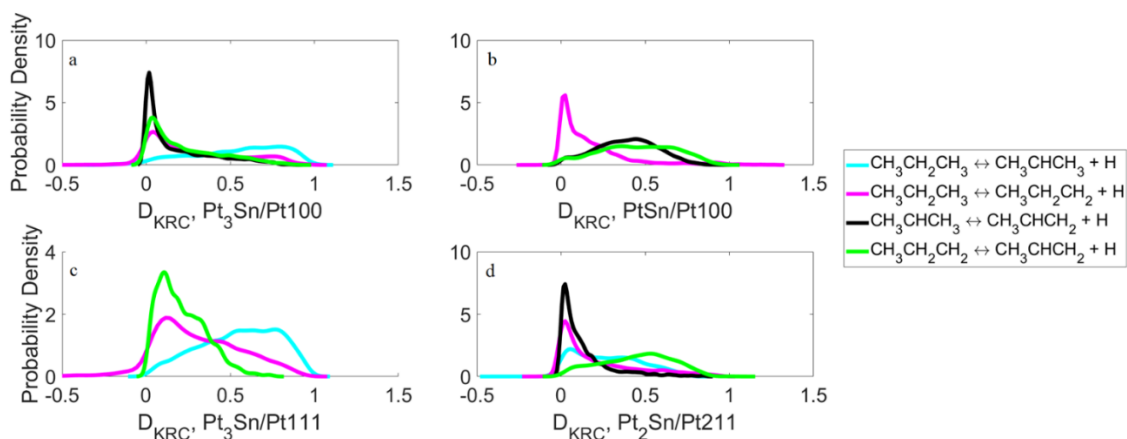 10
5
0
-0.5 0 0.5 1 1.5
Probability Density
a
D_KRC, Pt₃Sn/Pt100
10
5
0
-0.5 0 0.5 1 1.5
b
D_KRC, PtSn/Pt100
4
2
0
-0.5 0 0.5 1 1.5
Probability Density
c
D_KRC, Pt₃Sn/Pt111
10
5
0
-0.5 0 0.5 1 1.5
d
D_KRC, Pt₂Sn/Pt211
CH₃CH₂CH₃ ↔ CH₃CHCH₃ + H
CH₃CH₂CH₃ ↔ CH₃CH₂CH₂ + H
CH₃CHCH₃ ↔ CH₃CHCH₂ + H
CH₃CH₂CH₂ ↔ CH₃CHCH₂ + H